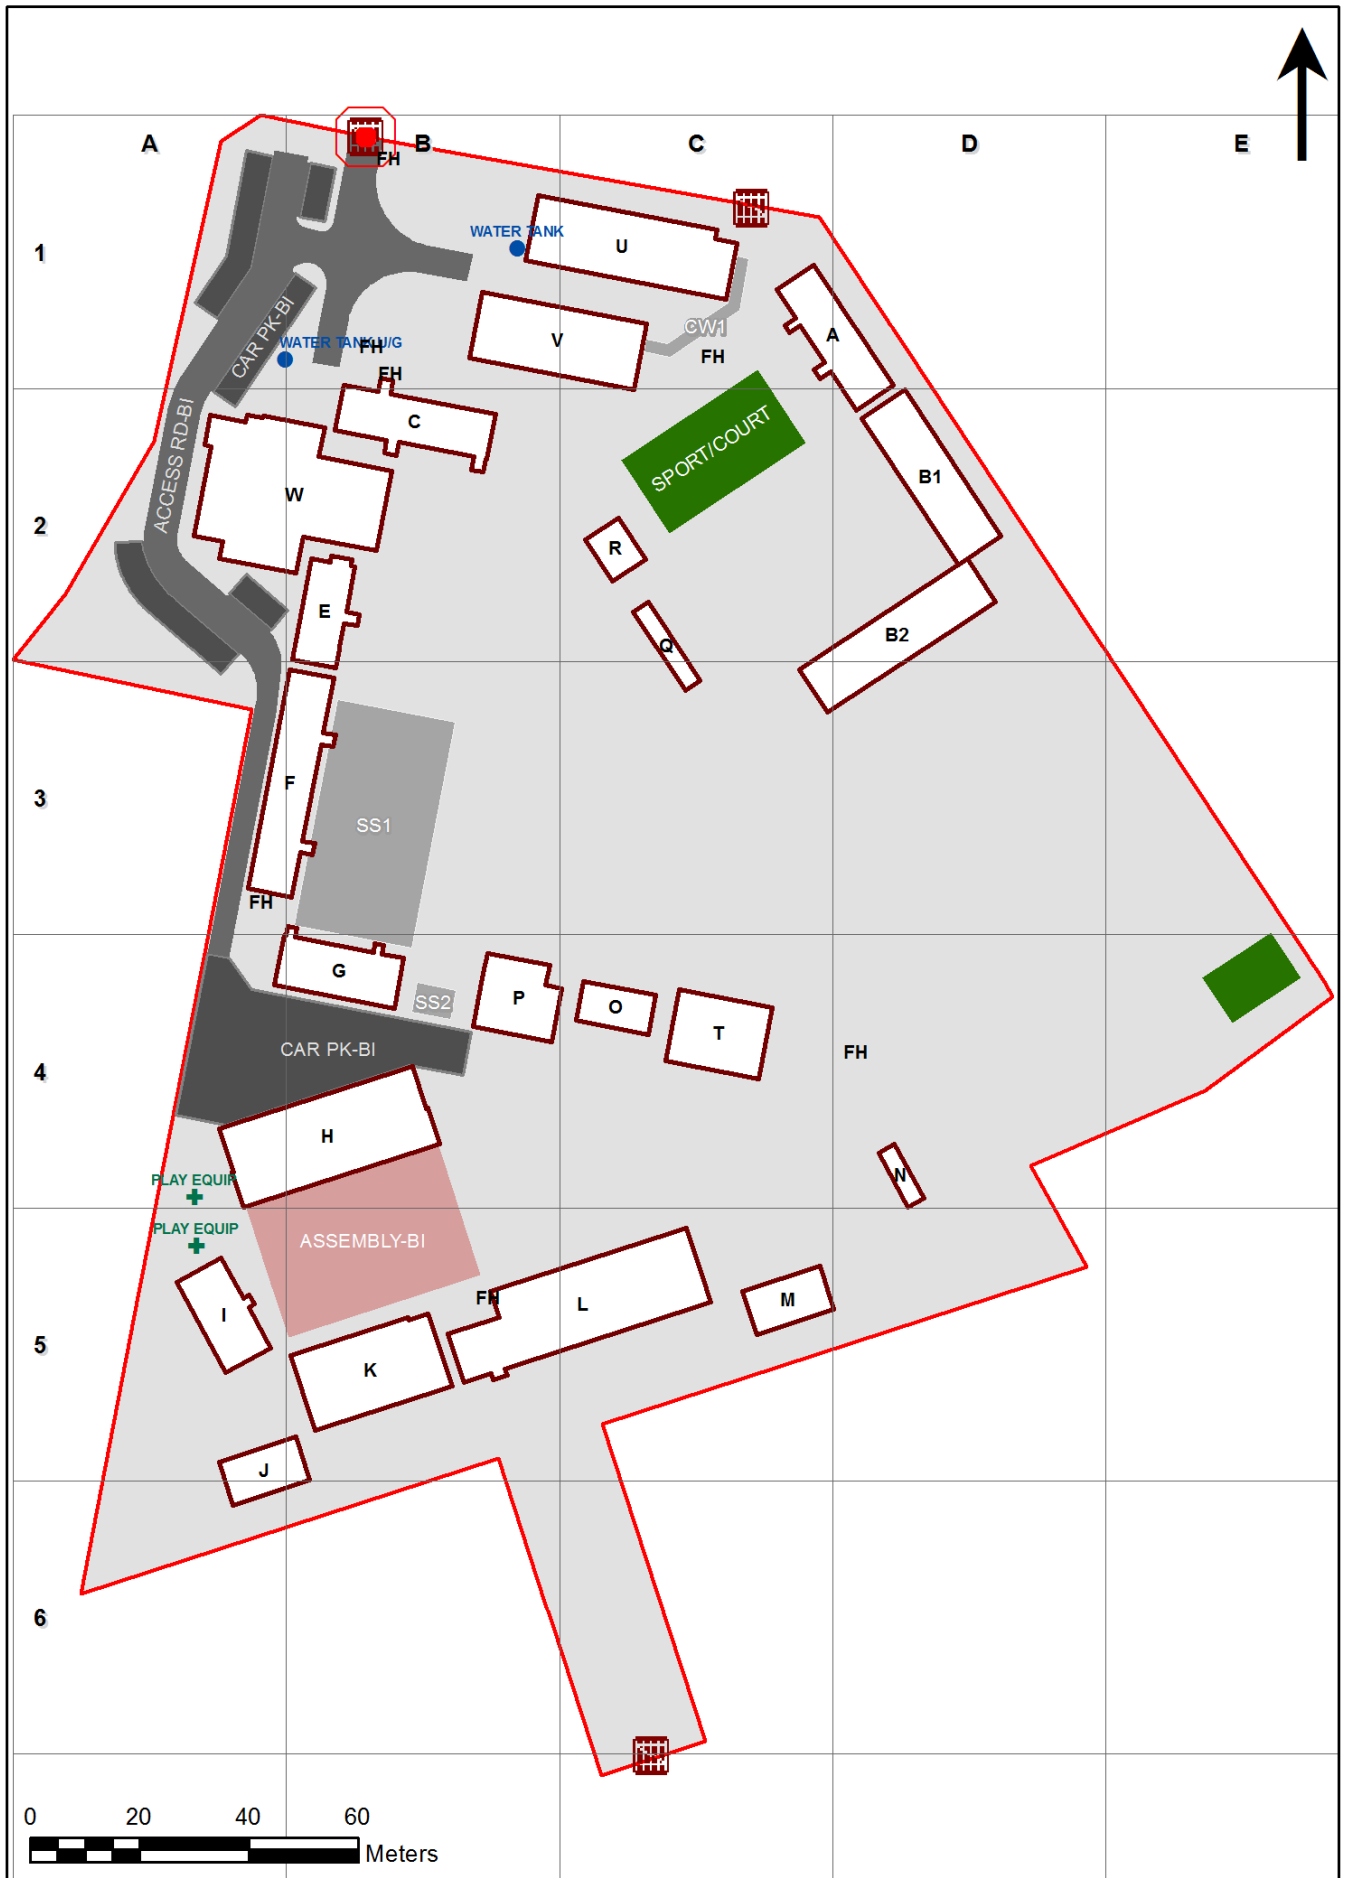 A
B
C
D
E
FH
1
WATER TANK
U
CAR PK-BI
WATER TANK U/G
FH
V
CW1
FH
A
FH
C
SPORT/COURT
ACCESS RD-BI
W
B1
2
R
E
Q
B2
3
F
SS1
FH
G
SS2
P
O
T
CAR PK-BI
FH
4
H
N
PLAY EQUIP
PLAY EQUIP
ASSEMBLY-BI
FH
L
M
I
5
K
J
6
0 20 40 60
Meters